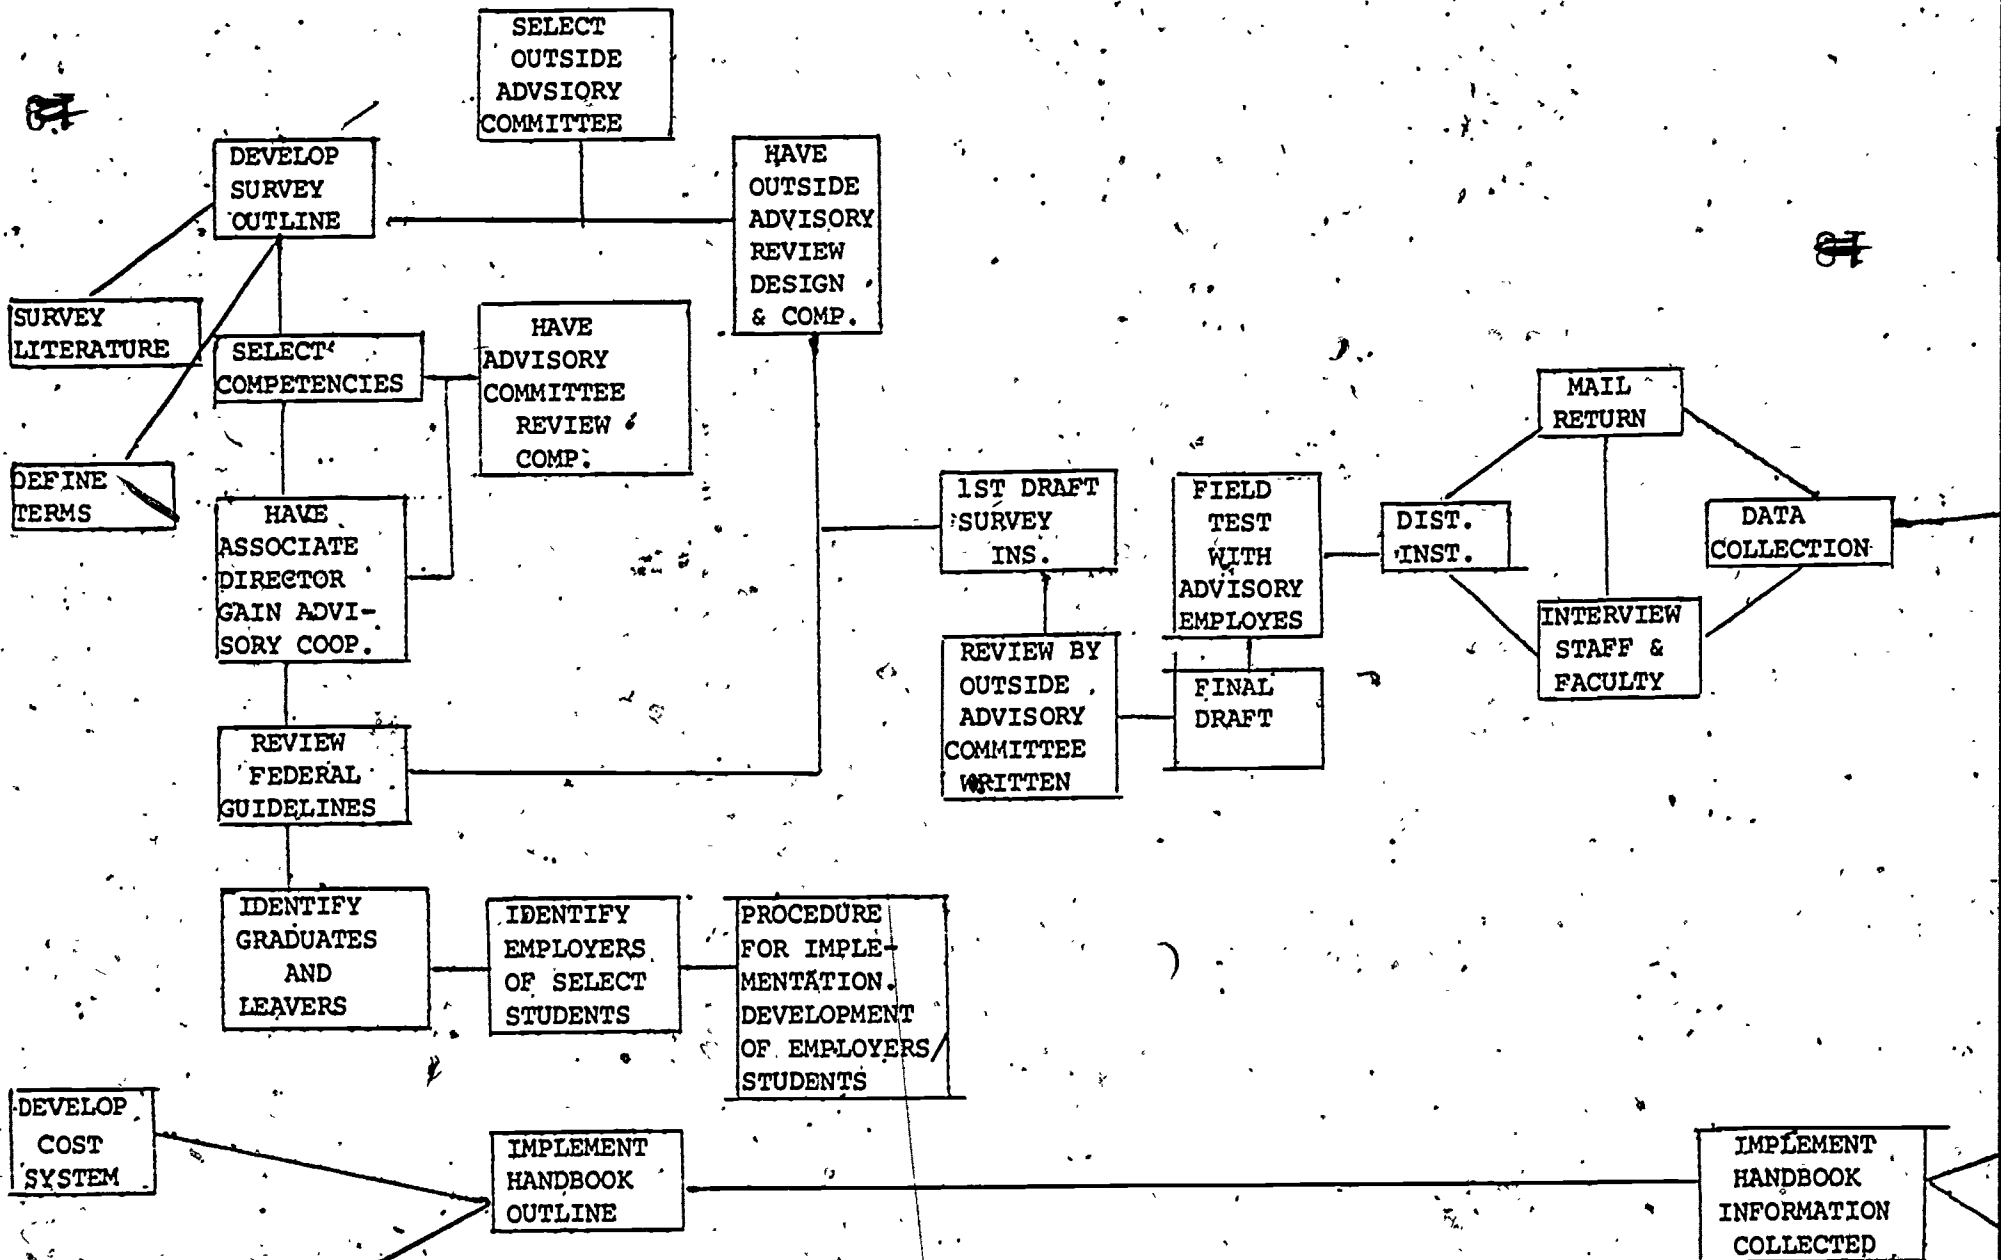 SELECT
OUTSIDE
ADVSIORY
COMMITTEE
DEVELOP
SURVEY
OUTLINE
HAVE
OUTSIDE
ADVISORY
REVIEW
DESIGN
& COMP.
SURVEY
LITERATURE
SELECT
COMPETENCIES
HAVE
ADVISORY
COMMITTEE
REVIEW
COMP.
DEFINE
TERMS
HAVE
ASSOCIATE
DIRECTOR
GAIN ADVI-
SORY COOP.
1ST DRAFT
SURVEY
INS.
FIELD
TEST
WITH
ADVISORY
EMPLOYES
MAIL
RETURN
DIST.
INST.
DATA
COLLECTION
INTERVIEW
STAFF &
FACULTY
REVIEW BY
OUTSIDE
ADVISORY
COMMITTEE
WRITTEN
FINAL
DRAFT
REVIEW
FEDERAL
GUIDELINES
IDENTIFY
GRADUATES
AND
LEAVERS
IDENTIFY
EMPLOYERS
OF SELECT
STUDENTS
PROCEDURE
FOR IMPLE-
MENTATION.
DEVELOPMENT
OF EMPLOYERS/
STUDENTS
DEVELOP
COST
SYSTEM
IMPLEMENT
HANDBOOK
OUTLINE
IMPLEMENT
HANDBOOK
INFORMATION
COLLECTED